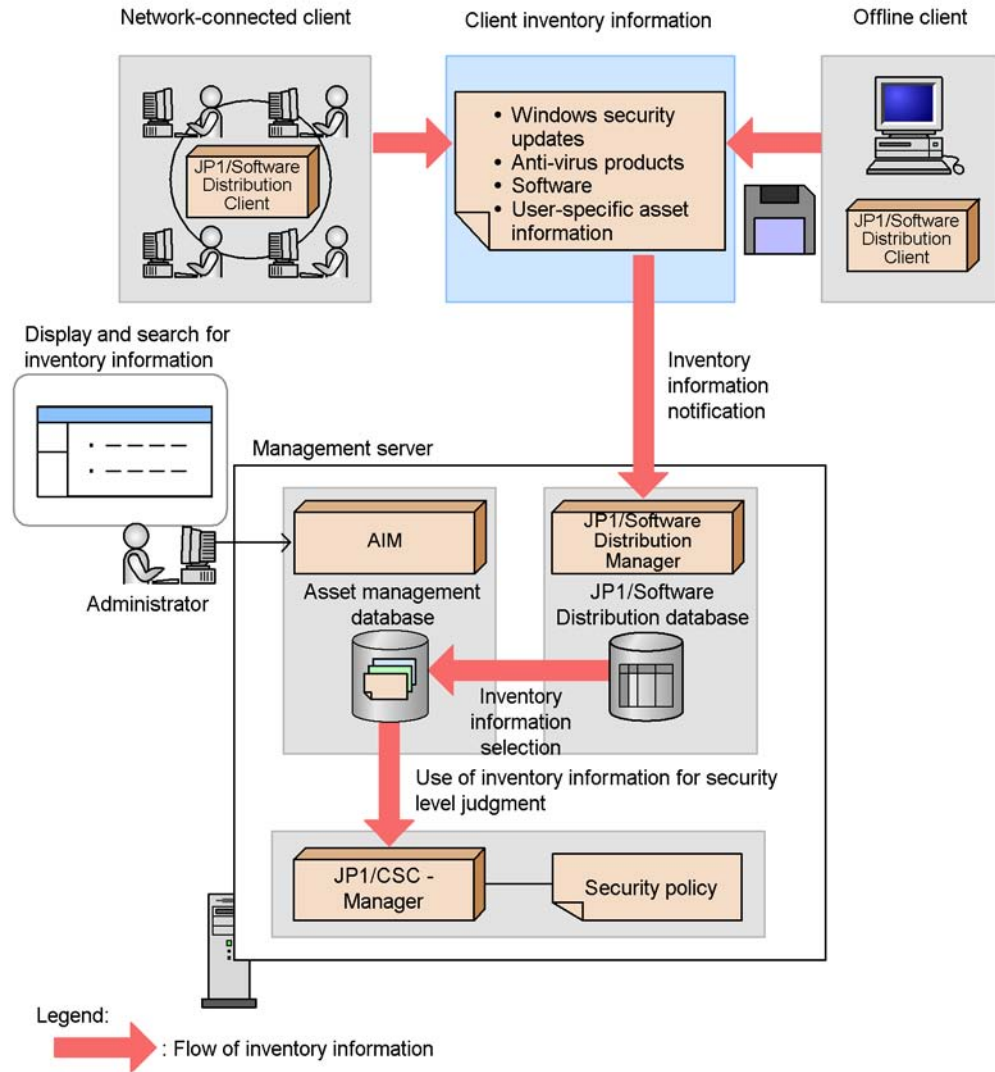 Network-connected client
Client inventory information
Offline client
JP1/Software
Distribution
Client
• Windows security
updates
• Anti-virus products
• Software
• User-specific asset
information
JP1/Software
Distribution
Client
Display and search for
inventory information
Inventory
information
notification
Management server
Administrator
AIM
Asset management
database
JP1/Software
Distribution
Manager
JP1/Software
Distribution database
Inventory
information
selection
Use of inventory information for security
level judgment
JP1/CSC -
Manager
Security policy
Legend:
: Flow of inventory information